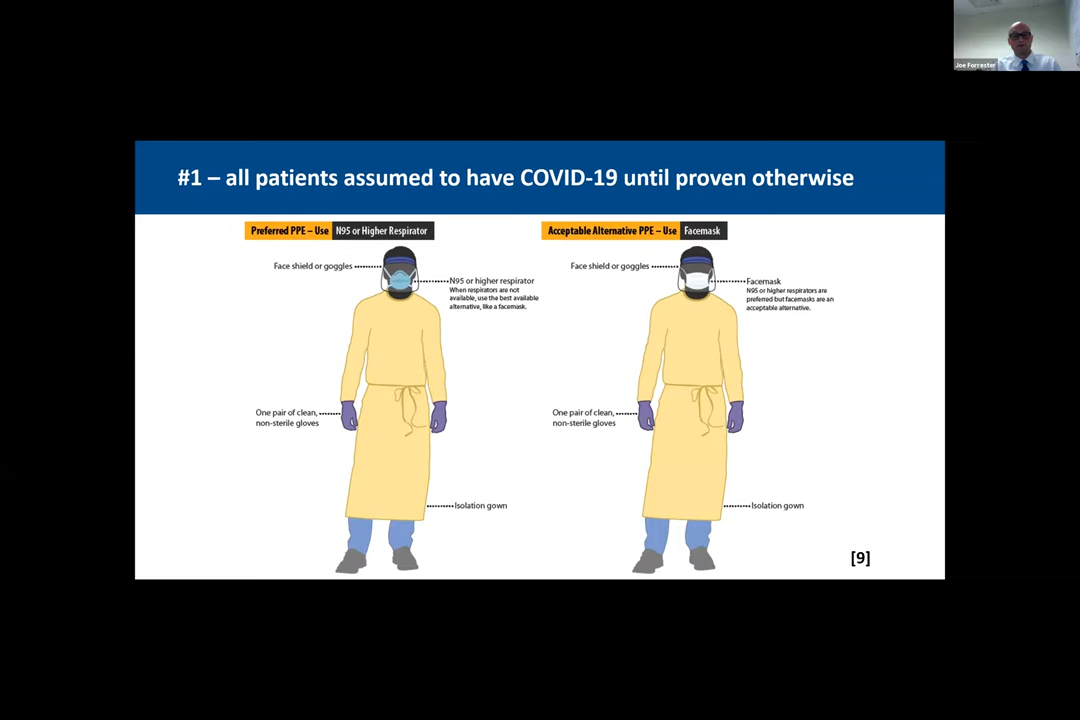 Joe Forrester
#1 – all patients assumed to have COVID-19 until proven otherwise
Preferred PPE – Use N95 or Higher Respirator
Face shield or goggles
N95 or higher respirator
When respirators are not
available, use the best available
alternative, like a facemask.
One pair of clean,
non-sterile gloves
Isolation gown
Acceptable Alternative PPE – Use Facemask
Face shield or goggles
Facemask
N95 or higher respirators are
preferred but facemasks are an
acceptable alternative.
One pair of clean,
non-sterile gloves
Isolation gown
[9]